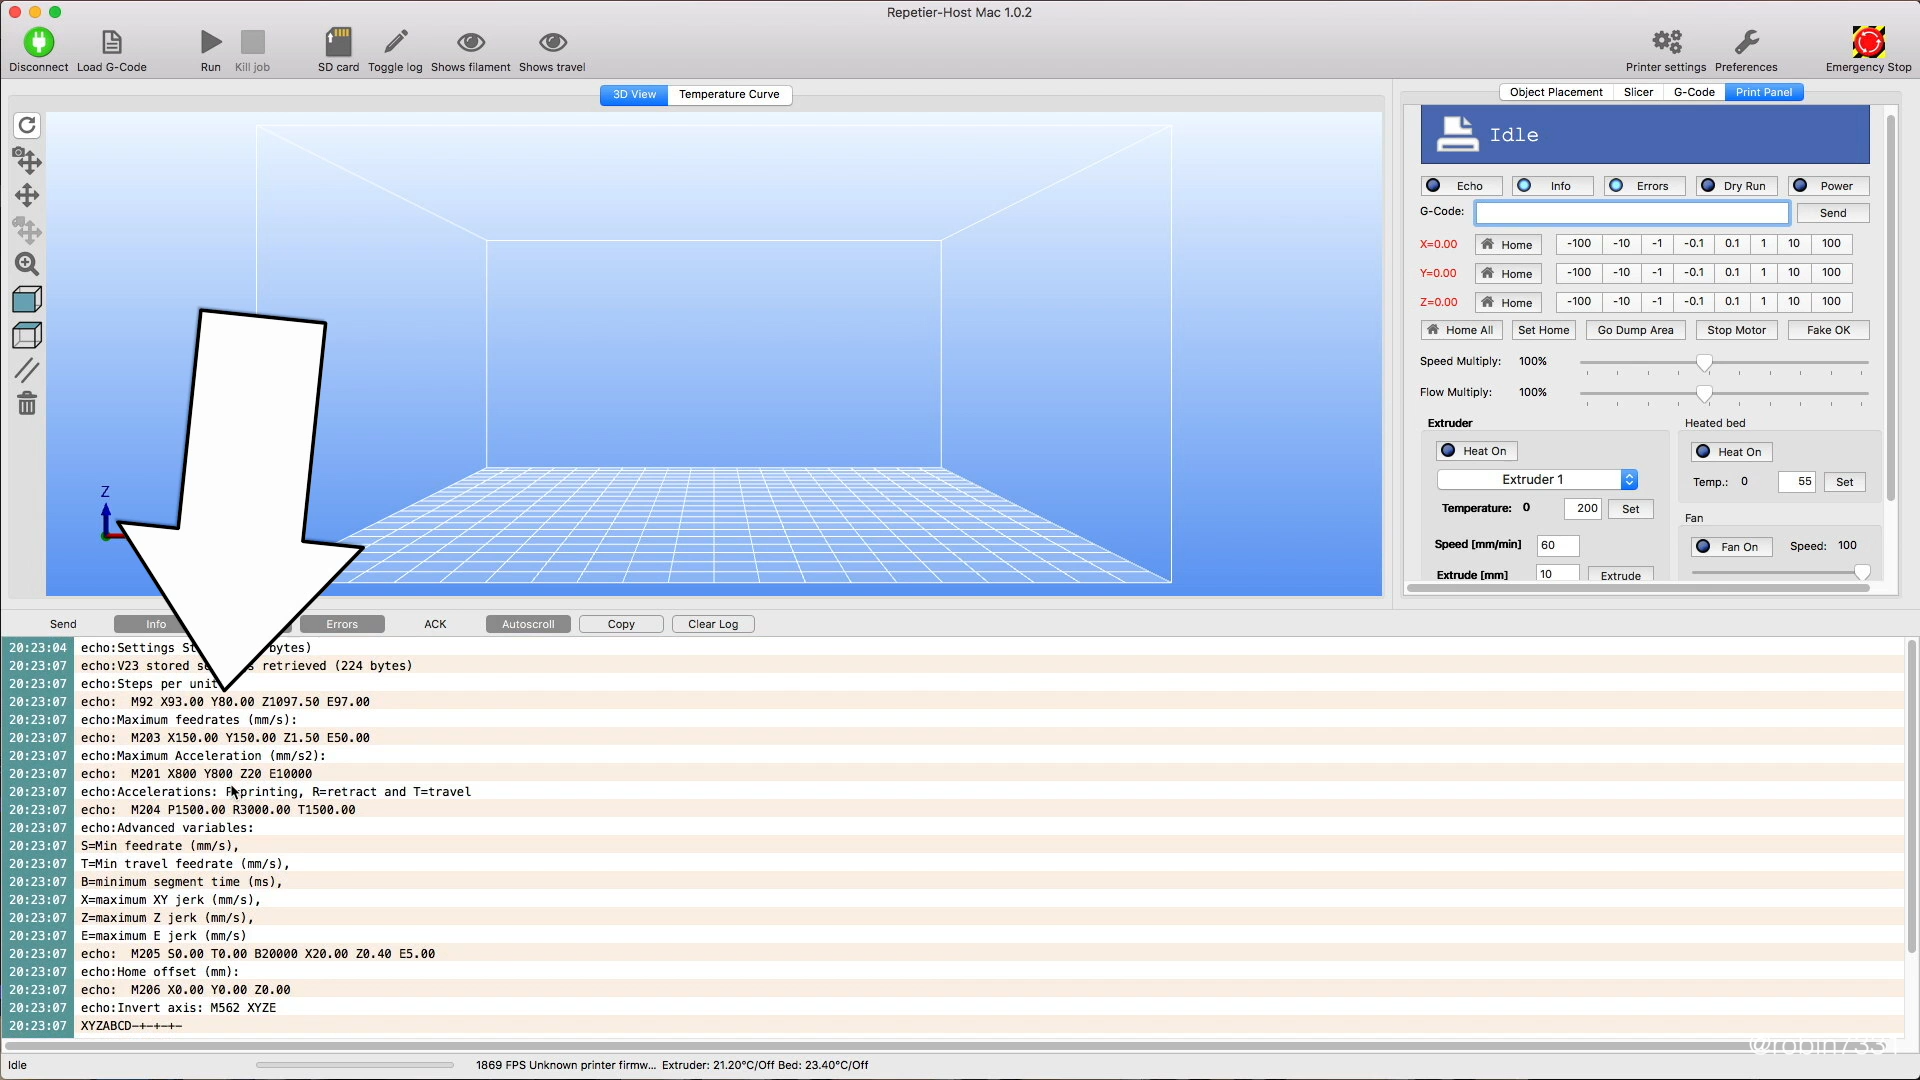 Repetier-Host Mac 1.0.2
Disconnect Load G-Code Run Kill job SD card Toggle log Shows filament Shows travel Printer settings Preferences Emergency Stop
3D View Temperature Curve
Object Placement Slicer G-Code Print Panel
Idle
Echo Info Errors Dry Run Power
G-Code: Send
X=0.00 Home -100 -10 -1 -0.1 0.1 1 10 100
Y=0.00 Home -100 -10 -1 -0.1 0.1 1 10 100
Z=0.00 Home -100 -10 -1 -0.1 0.1 1 10 100
Home All Set Home Go Dump Area Stop Motor Fake OK
Speed Multiply: 100%
Flow Multiply: 100%
Extruder Heated bed
Heat On Heat On
Extruder 1 Temp.: 0 55 Set
Temperature: 0 200 Set
Fan
Speed [mm/min] 60 Fan On Speed: 100
Extrude [mm] 10 Extrude
Z
Send Info Errors ACK Autoscroll Copy Clear Log
20:23:04 echo:Settings bytes)
20:23:07 echo:V23 stored retrieved (224 bytes)
20:23:07 echo:Steps per unit
20:23:07 echo: M92 X93.00 Y80.00 Z1097.50 E97.00
20:23:07 echo:Maximum feedrates (mm/s):
20:23:07 echo: M203 X150.00 Y150.00 Z1.50 E50.00
20:23:07 echo:Maximum Acceleration (mm/s2):
20:23:07 echo: M201 X800 Y800 Z20 E10000
20:23:07 echo:Accelerations: P=printing, R=retract and T=travel
20:23:07 echo: M204 P1500.00 R3000.00 T1500.00
20:23:07 echo:Advanced variables:
20:23:07 S=Min feedrate (mm/s),
20:23:07 T=Min travel feedrate (mm/s),
20:23:07 B=minimum segment time (ms),
20:23:07 X=maximum XY jerk (mm/s),
20:23:07 Z=maximum Z jerk (mm/s),
20:23:07 E=maximum E jerk (mm/s)
20:23:07 echo: M205 S0.00 T0.00 B20000 X20.00 Z0.40 E5.00
20:23:07 echo:Home offset (mm):
20:23:07 echo: M206 X0.00 Y0.00 Z0.00
20:23:07 echo:Invert axis: M562 XYZE
20:23:07 XYZABCD-+-+-+-
Idle 1869 FPS Unknown printer firmw... Extruder: 21.20°C/Off Bed: 23.40°C/Off